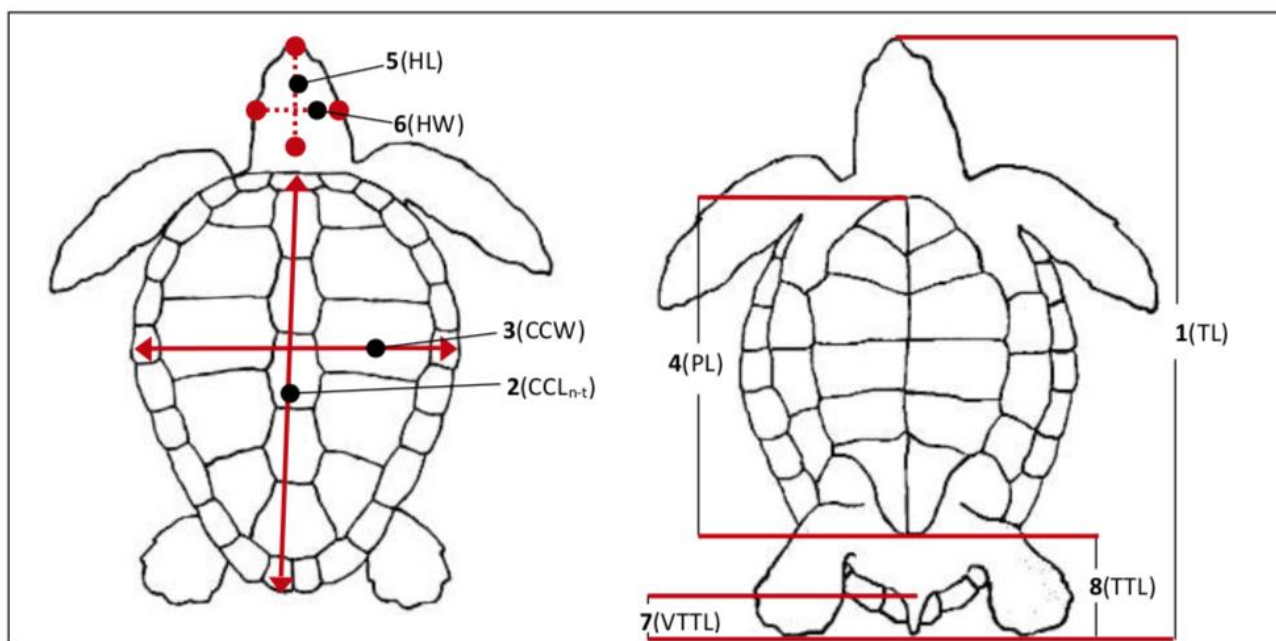 5(HL)
6(HW)
3(CCW)
2(CCLn-t)
1(TL)
4(PL)
8(TTL)
7(VTTL)